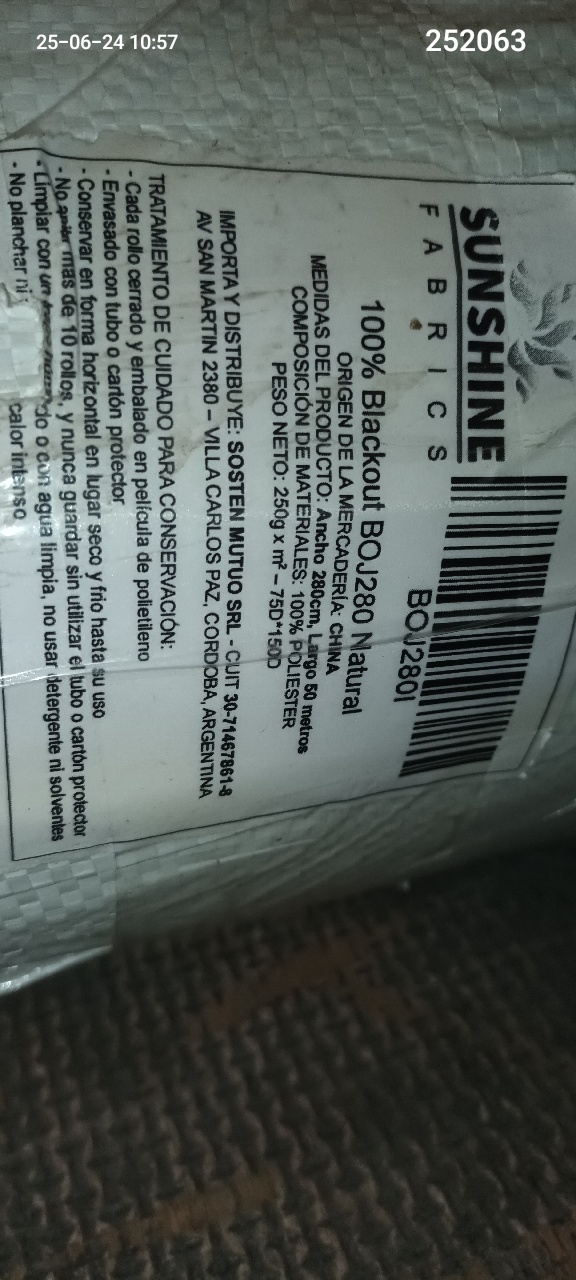 25-06-24 10:57
252063
SUNSHINE
FABRICS
BOJ280I
100% Blackout BOJ280 Natural
ORIGEN DE LA MERCADERÍA: CHINA
MEDIDAS DEL PRODUCTO: Ancho 280cm, Largo 50 metros
COMPOSICIÓN DE MATERIALES: 100% POLIESTER
PESO NETO: 250g x m² – 75D*150D
IMPORTA Y DISTRIBUYE: SOSTEN MUTUO SRL - CUIT 30-71467861-8
AV SAN MARTIN 2380 – VILLA CARLOS PAZ, CORDOBA, ARGENTINA
TRATAMIENTO DE CUIDADO PARA CONSERVACIÓN:
- Cada rollo cerrado y embalado en película de polietileno
- Envasado con tubo o cartón protector
- Conservar en forma horizontal en lugar seco y frío hasta su uso
- No apilar más de 10 rollos, y nunca guardar sin utilizar el tubo o cartón protector
- Limpiar con un o con agua limpia, no usar detergente ni solventes
- No planchar ni calor intenso